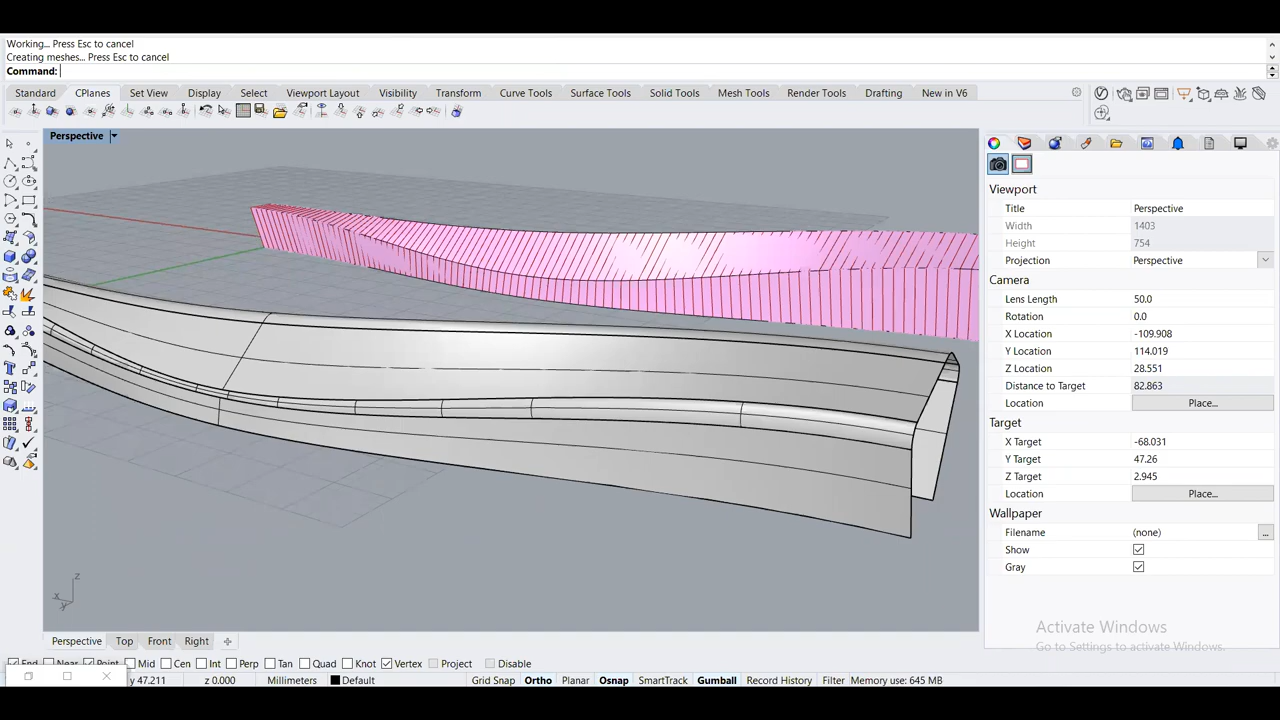 Working... Press Esc to cancel
Creating meshes... Press Esc to cancel
Command:
Standard CPlanes Set View Display Select Viewport Layout Visibility Transform Curve Tools Surface Tools Solid Tools Mesh Tools Render Tools Drafting New in V6
Perspective
Viewport
Title Perspective
Width 1403
Height 754
Projection Perspective
Camera
Lens Length 50.0
Rotation 0.0
X Location -109.908
Y Location 114.019
Z Location 28.551
Distance to Target 82.863
Location Place...
Target
X Target -68.031
Y Target 47.26
Z Target 2.945
Location Place...
Wallpaper
Filename (none) ...
Show
Gray
z
x
y
Activate Windows
Go to Settings to activate Windows.
Perspective Top Front Right
End Near Point Mid Cen Int Perp Tan Quad Knot Vertex Project Disable
y 47.211 z 0.000 Millimeters Default Grid Snap Ortho Planar Osnap SmartTrack Gumball Record History Filter Memory use: 645 MB